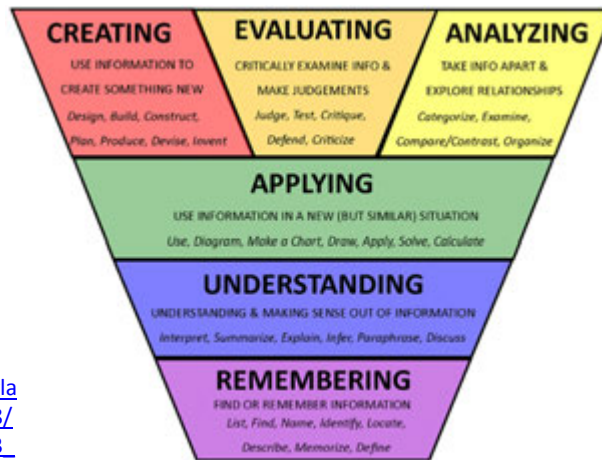 CREATING
USE INFORMATION TO
CREATE SOMETHING NEW
Design, Build, Construct,
Plan, Produce, Devise, Invent
EVALUATING
CRITICALLY EXAMINE INFO &
MAKE JUDGEMENTS
Judge, Test, Critique,
Defend, Criticize
ANALYZING
TAKE INFO APART &
EXPLORE RELATIONSHIPS
Categorize, Examine,
Compare/Contrast, Organize
APPLYING
USE INFORMATION IN A NEW (BUT SIMILAR) SITUATION
Use, Diagram, Make a Chart, Draw, Apply, Solve, Calculate
UNDERSTANDING
UNDERSTANDING & MAKING SENSE OUT OF INFORMATION
Interpret, Summarize, Explain, Infer, Paraphrase, Discuss
REMEMBERING
FIND OR REMEMBER INFORMATION
List, Find, Name, Identify, Locate,
Describe, Memorize, Define
la